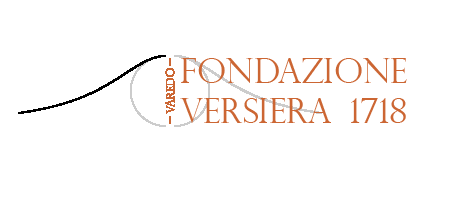 – VAREDO –
FONDAZIONE
VERSIERA 1718